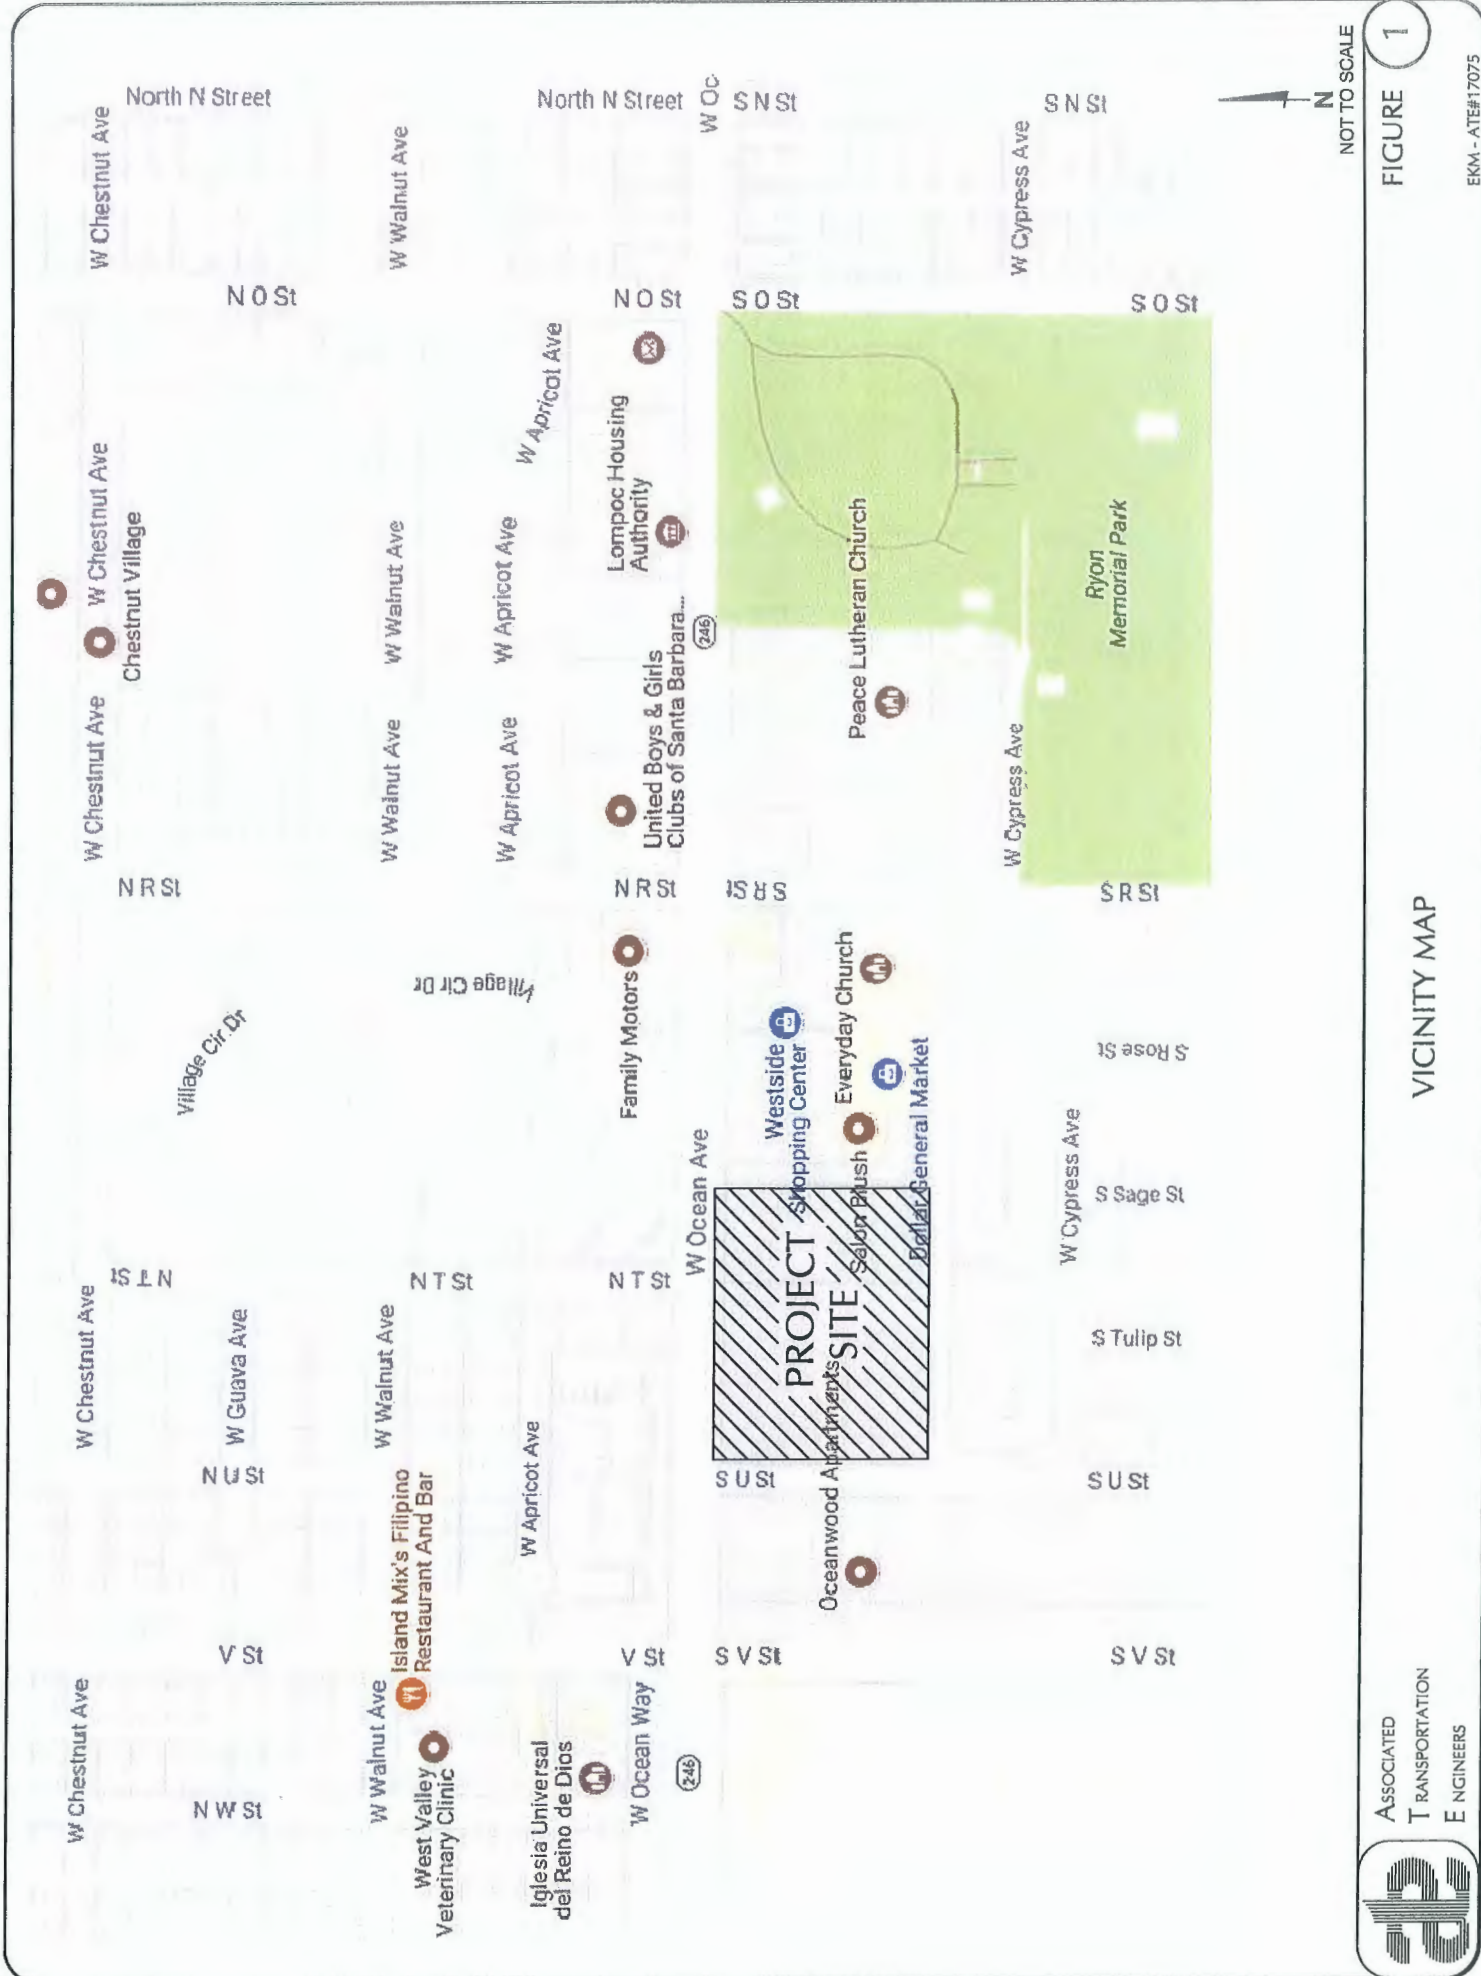 W Chestnut Ave
W Chestnut Ave
W Chestnut Ave
W Chestnut Ave
W Chestnut Ave
Chestnut Village
N T St
N R St
North N Street
Village Cir Dr
N W St
V St
N U St
W Guava Ave
N O St
W Walnut Ave
W Walnut Ave
W Walnut Ave
W Walnut Ave
W Walnut Ave
Island Mix's Filipino
Restaurant And Bar
West Valley
Veterinary Clinic
N T St
Village Cir Dr
W Apricot Ave
W Apricot Ave
W Apricot Ave
W Apricot Ave
Iglesia Universal
del Reino de Dios
W Ocean Way
V St
N T St
Family Motors
N R St
United Boys & Girls
Clubs of Santa Barbara...
Lompoc Housing
Authority
N O St
North N Street
246
W Ocean Ave
246
W Oc
S V St
S U St
S R St
S O St
S N St
PROJECT
SITE
Westside
Shopping Center
Oceanwood Apartments
Salon Blush
Everyday Church
Dollar General Market
Peace Lutheran Church
W Cypress Ave
W Cypress Ave
W Cypress Ave
S V St
S U St
S Tulip St
S Sage St
S Rose St
S R St
Ryon
Memorial Park
S O St
S N St
N
NOT TO SCALE
ate
ASSOCIATED
TRANSPORTATION
ENGINEERS
VICINITY MAP
FIGURE 1
EKM - ATE#17075